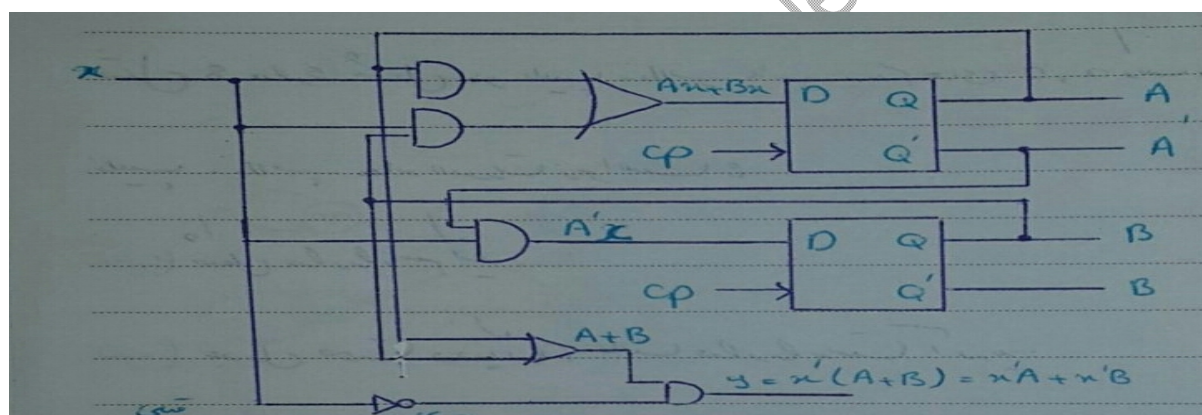 x
Ax+Bx
D Q A
CP Q' A'
A'x
D Q B
CP Q' B
A+B
y = x'(A+B) = x'A + x'B